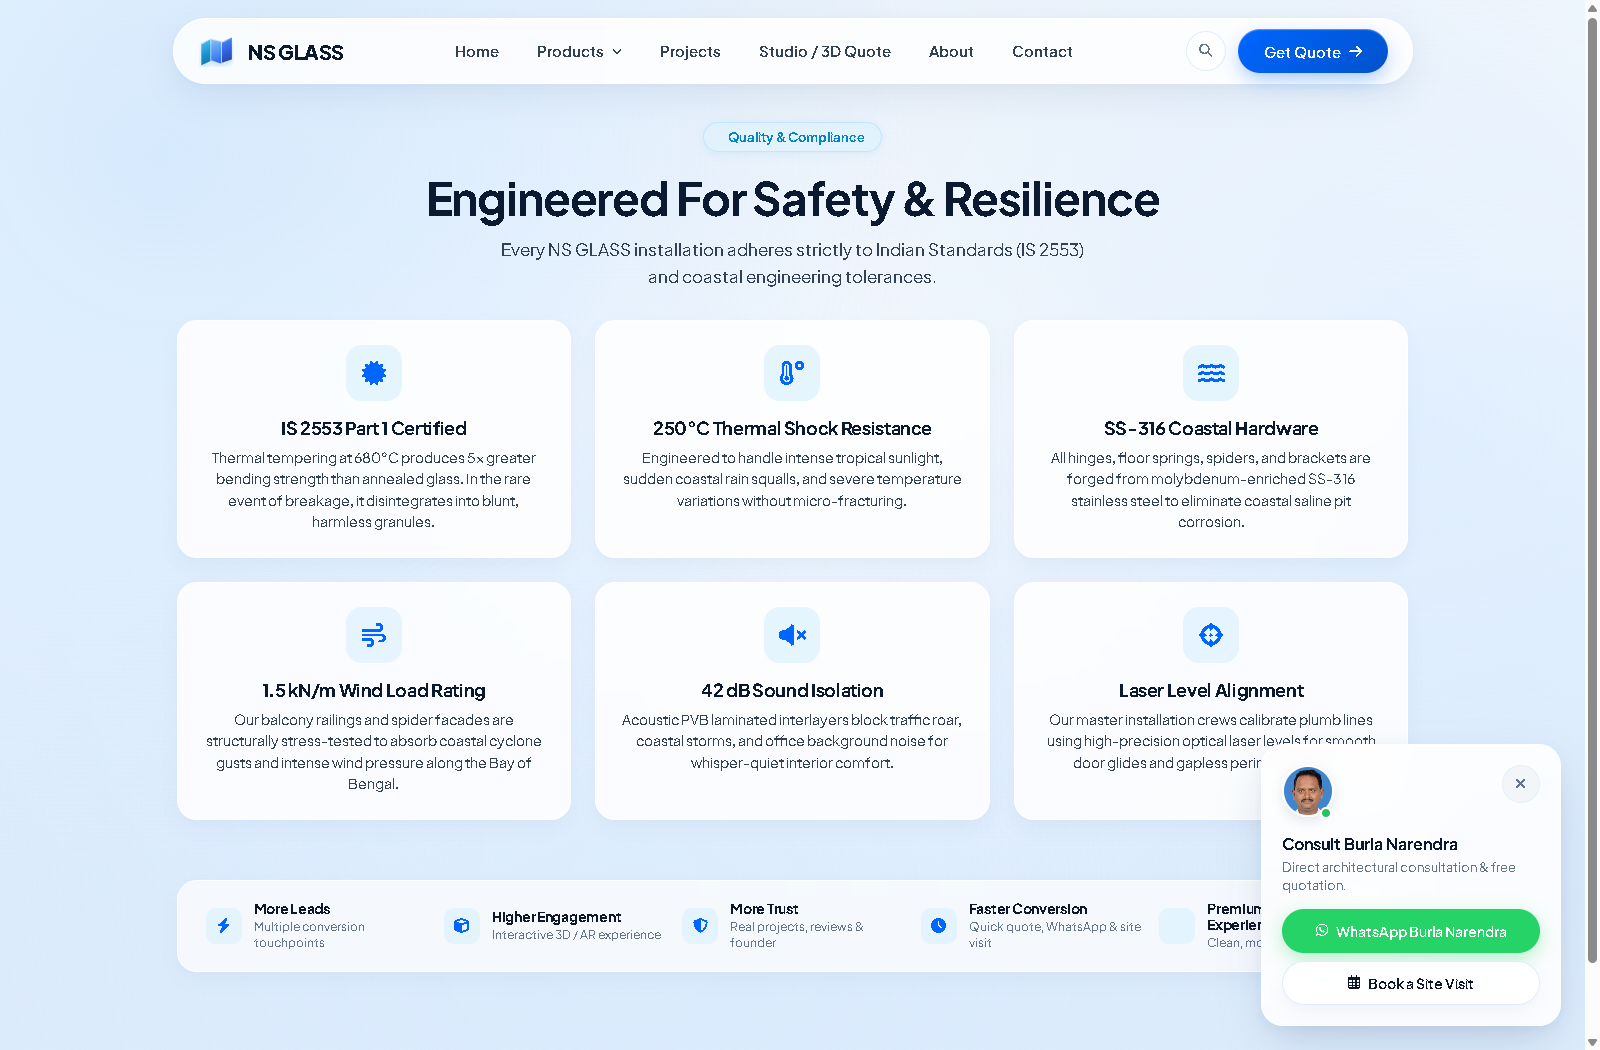 NS GLASS
Home
Products
Projects
Studio / 3D Quote
About
Contact
Get Quote
Quality & Compliance
Engineered For Safety & Resilience
Every NS GLASS installation adheres strictly to Indian Standards (IS 2553)
and coastal engineering tolerances.
IS 2553 Part 1 Certified
Thermal tempering at 680°C produces 5x greater
bending strength than annealed glass. In the rare
event of breakage, it disintegrates into blunt,
harmless granules.
250°C Thermal Shock Resistance
Engineered to handle intense tropical sunlight,
sudden coastal rain squalls, and severe temperature
variations without micro-fracturing.
SS-316 Coastal Hardware
All hinges, floor springs, spiders, and brackets are
forged from molybdenum-enriched SS-316
stainless steel to eliminate coastal saline pit
corrosion.
1.5 kN/m Wind Load Rating
Our balcony railings and spider facades are
structurally stress-tested to absorb coastal cyclone
gusts and intense wind pressure along the Bay of
Bengal.
42 dB Sound Isolation
Acoustic PVB laminated interlayers block traffic roar,
coastal storms, and office background noise for
whisper-quiet interior comfort.
Laser Level Alignment
Our master installation crews calibrate plumb lines
using high-precision optical laser levels for smooth
door glides and gapless
More Leads
Multiple conversion
touchpoints
Higher Engagement
Interactive 3D / AR experience
More Trust
Real projects, reviews &
founder
Faster Conversion
Quick quote, WhatsApp & site
visit
Clean,
Consult Burla Narendra
Direct architectural consultation & free
quotation.
WhatsApp Burla Narendra
Book a Site Visit